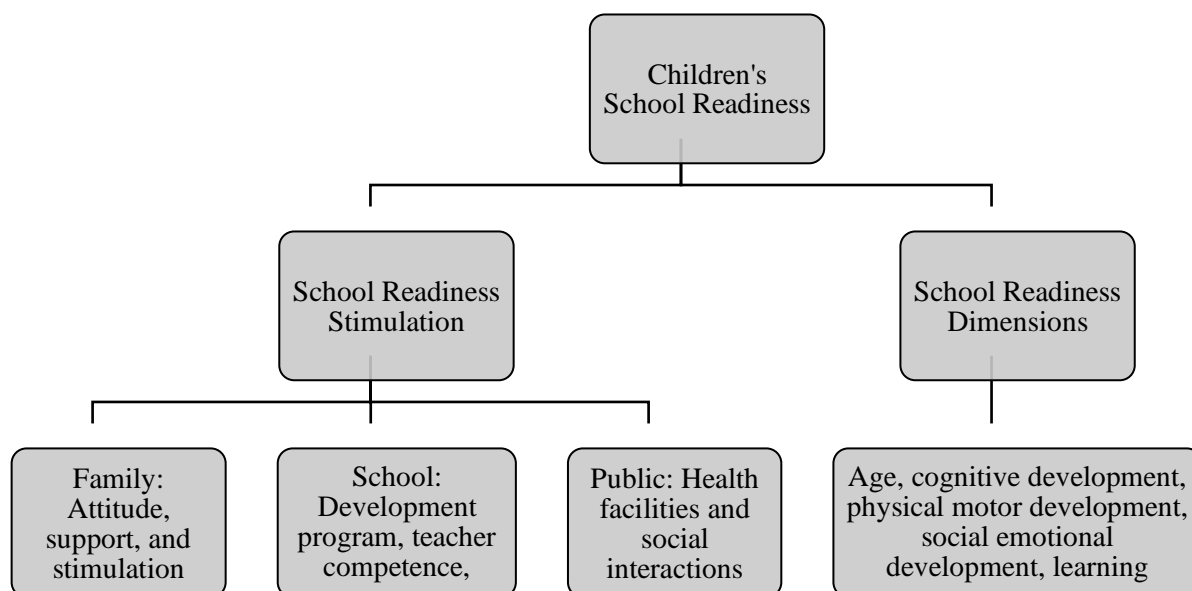 Children's
School Readiness
School Readiness
Stimulation
School Readiness
Dimensions
Family:
Attitude,
support, and
stimulation
School:
Development
program, teacher
competence,
Public: Health
facilities and
social
interactions
Age, cognitive development,
physical motor development,
social emotional
development, learning